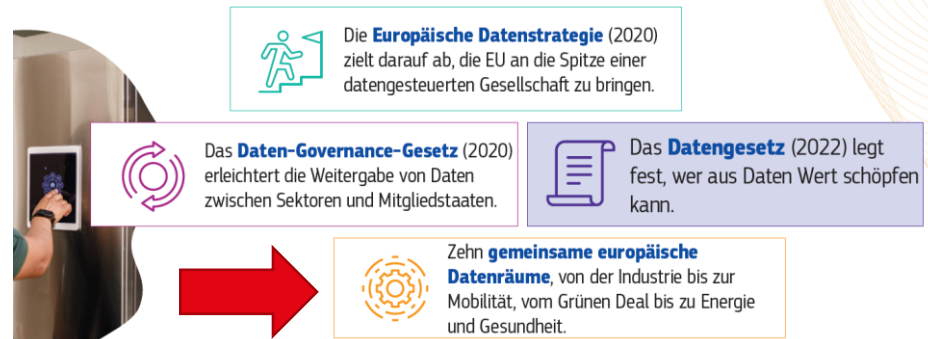 Die Europäische Datenstrategie (2020)
zielt darauf ab, die EU an die Spitze einer
datengesteuerten Gesellschaft zu bringen.
Das Daten-Governance-Gesetz (2020)
erleichtert die Weitergabe von Daten
zwischen Sektoren und Mitgliedstaaten.
Das Datengesetz (2022) legt
fest, wer aus Daten Wert schöpfen
kann.
Zehn gemeinsame europäische
Datenräume, von der Industrie bis zur
Mobilität, vom Grünen Deal bis zu Energie
und Gesundheit.